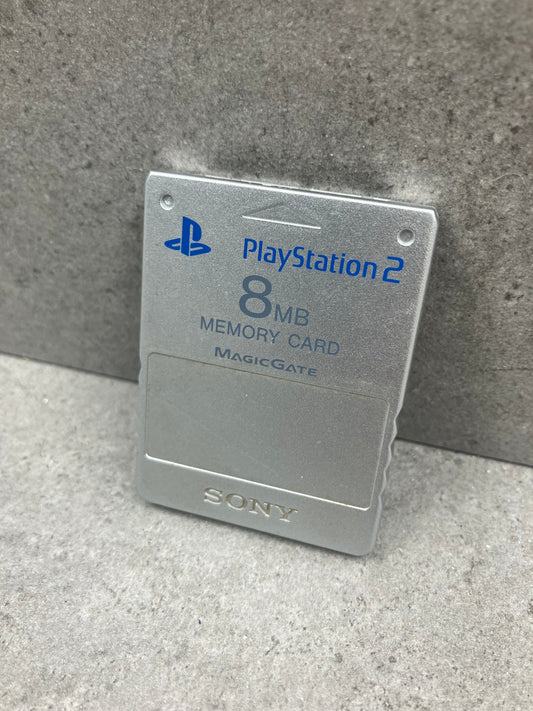 PlayStation 2
8MB
MEMORY CARD
MAGICGATE
SONY